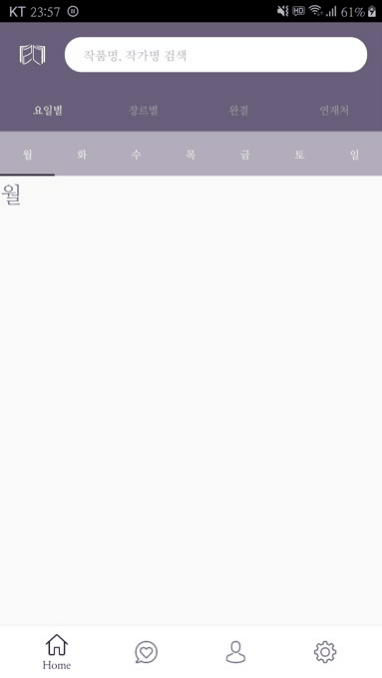 KT 23:57 HD 61%
작품명, 작가명 검색
요일별 장르별 완결 연재처
월 화 수 목 금 토 일
월
Home